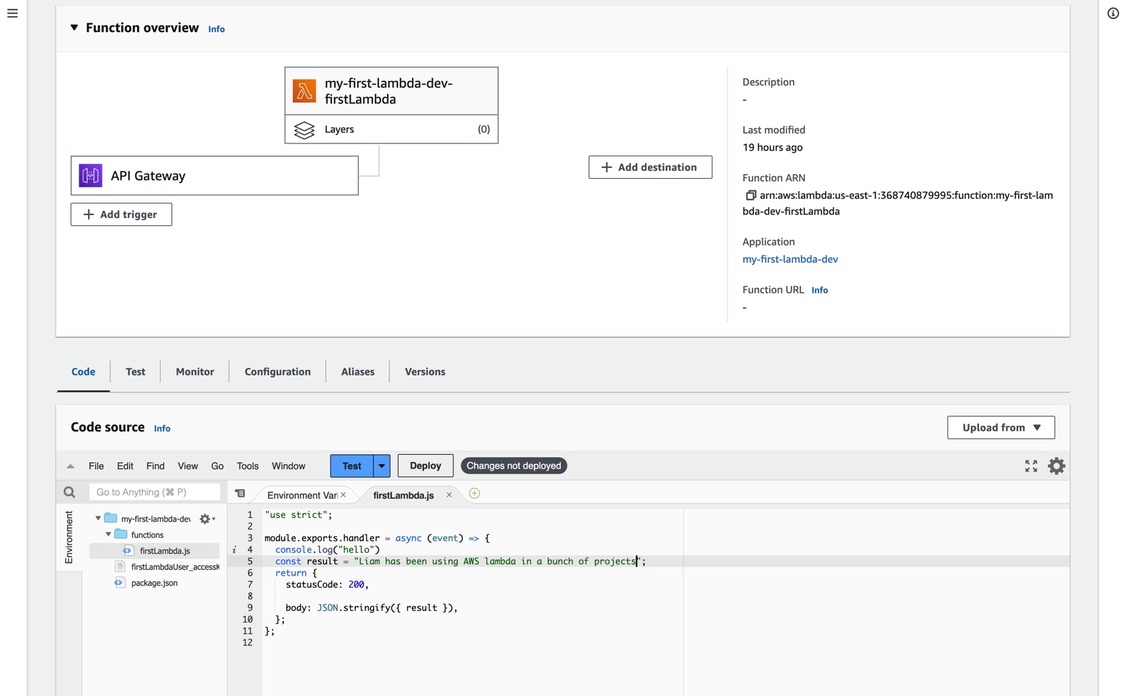 Function overview Info
my-first-lambda-dev-
firstLambda
Layers (0)
API Gateway
Add destination
Add trigger
Description
-
Last modified
19 hours ago
Function ARN
arn:aws:lambda:us-east-1:368740879995:function:my-first-lam
bda-dev-firstLambda
Application
my-first-lambda-dev
Function URL Info
-
Code Test Monitor Configuration Aliases Versions
Code source Info
Upload from
File Edit Find View Go Tools Window Test Deploy Changes not deployed
Go to Anything (⌘ P)
Environment Var × firstLambda.js ×
Environment
my-first-lambda-dev
functions
firstLambda.js
firstLambdaUser_accessK
package.json
1 "use strict";
2
3 module.exports.handler = async (event) => {
i 4 console.log("hello")
5 const result = "Liam has been using AWS lambda in a bunch of projects";
6 return {
7 statusCode: 200,
8
9 body: JSON.stringify({ result }),
10 };
11 };
12